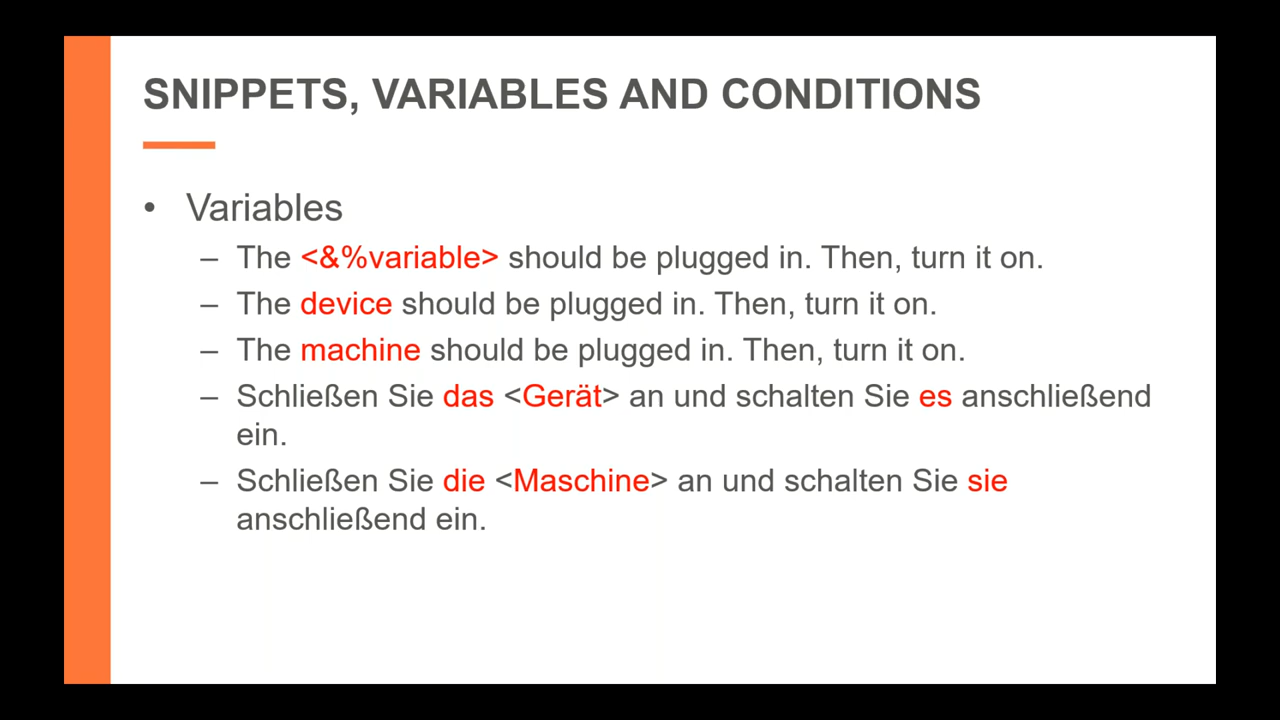 SNIPPETS, VARIABLES AND CONDITIONS
• Variables
– The <&%variable> should be plugged in. Then, turn it on.
– The device should be plugged in. Then, turn it on.
– The machine should be plugged in. Then, turn it on.
– Schließen Sie das <Gerät> an und schalten Sie es anschließend
ein.
– Schließen Sie die <Maschine> an und schalten Sie sie
anschließend ein.